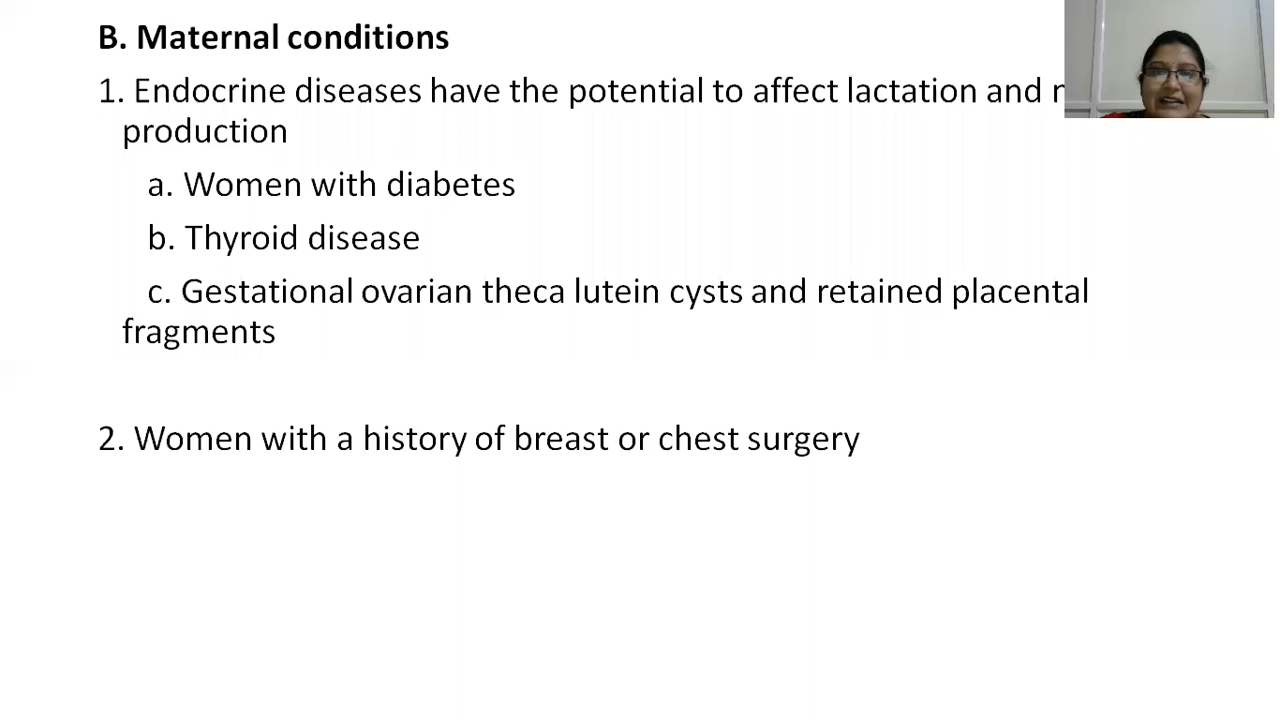 B. Maternal conditions
1. Endocrine diseases have the potential to affect lactation and
production
a. Women with diabetes
b. Thyroid disease
c. Gestational ovarian theca lutein cysts and retained placental
fragments
2. Women with a history of breast or chest surgery